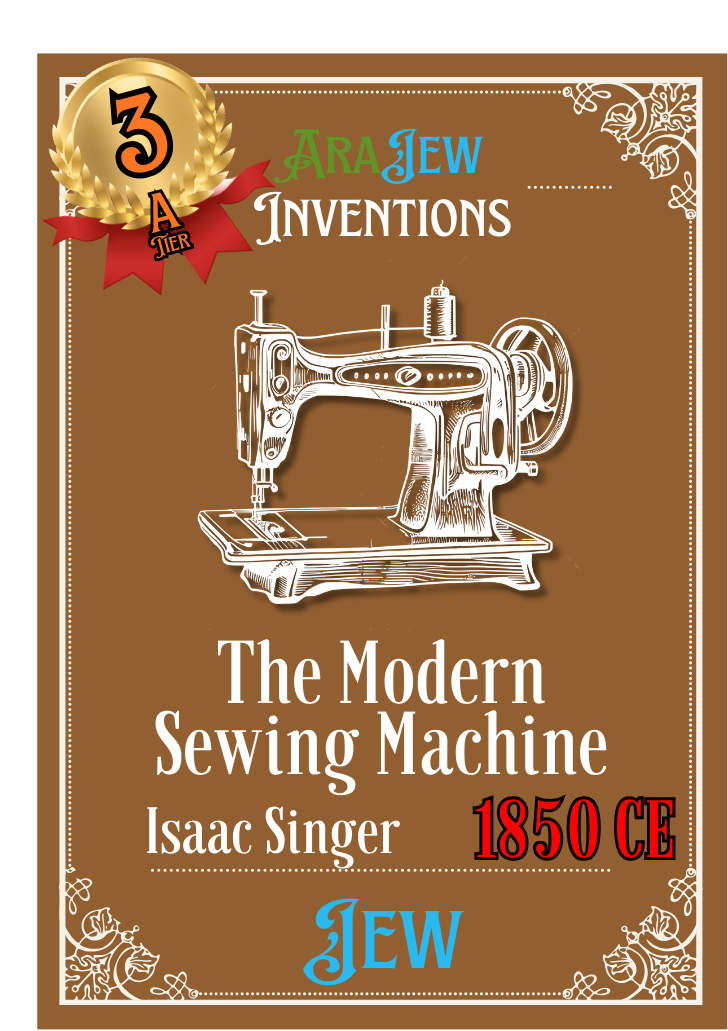 3
A
Tier
AraJew
Inventions
The Modern
Sewing Machine
Isaac Singer 1850 CE
Jew